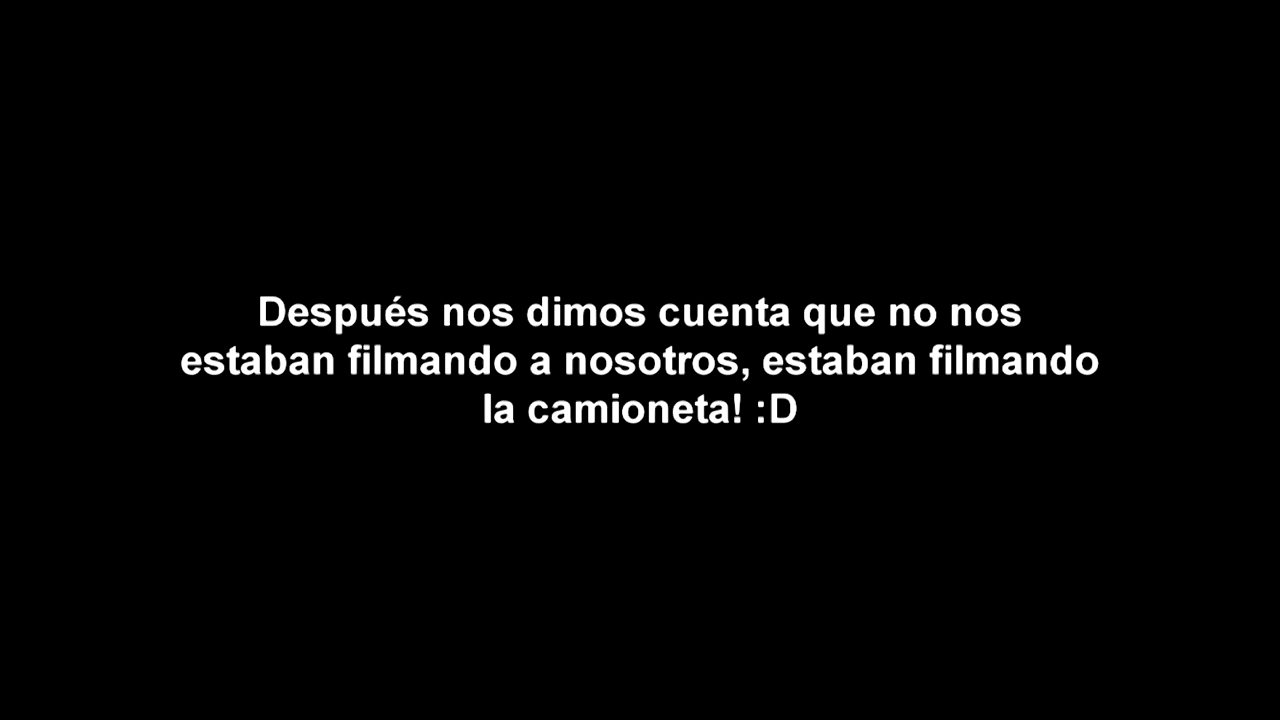 Después nos dimos cuenta que no nos
estaban filmando a nosotros, estaban filmando
la camioneta! :D